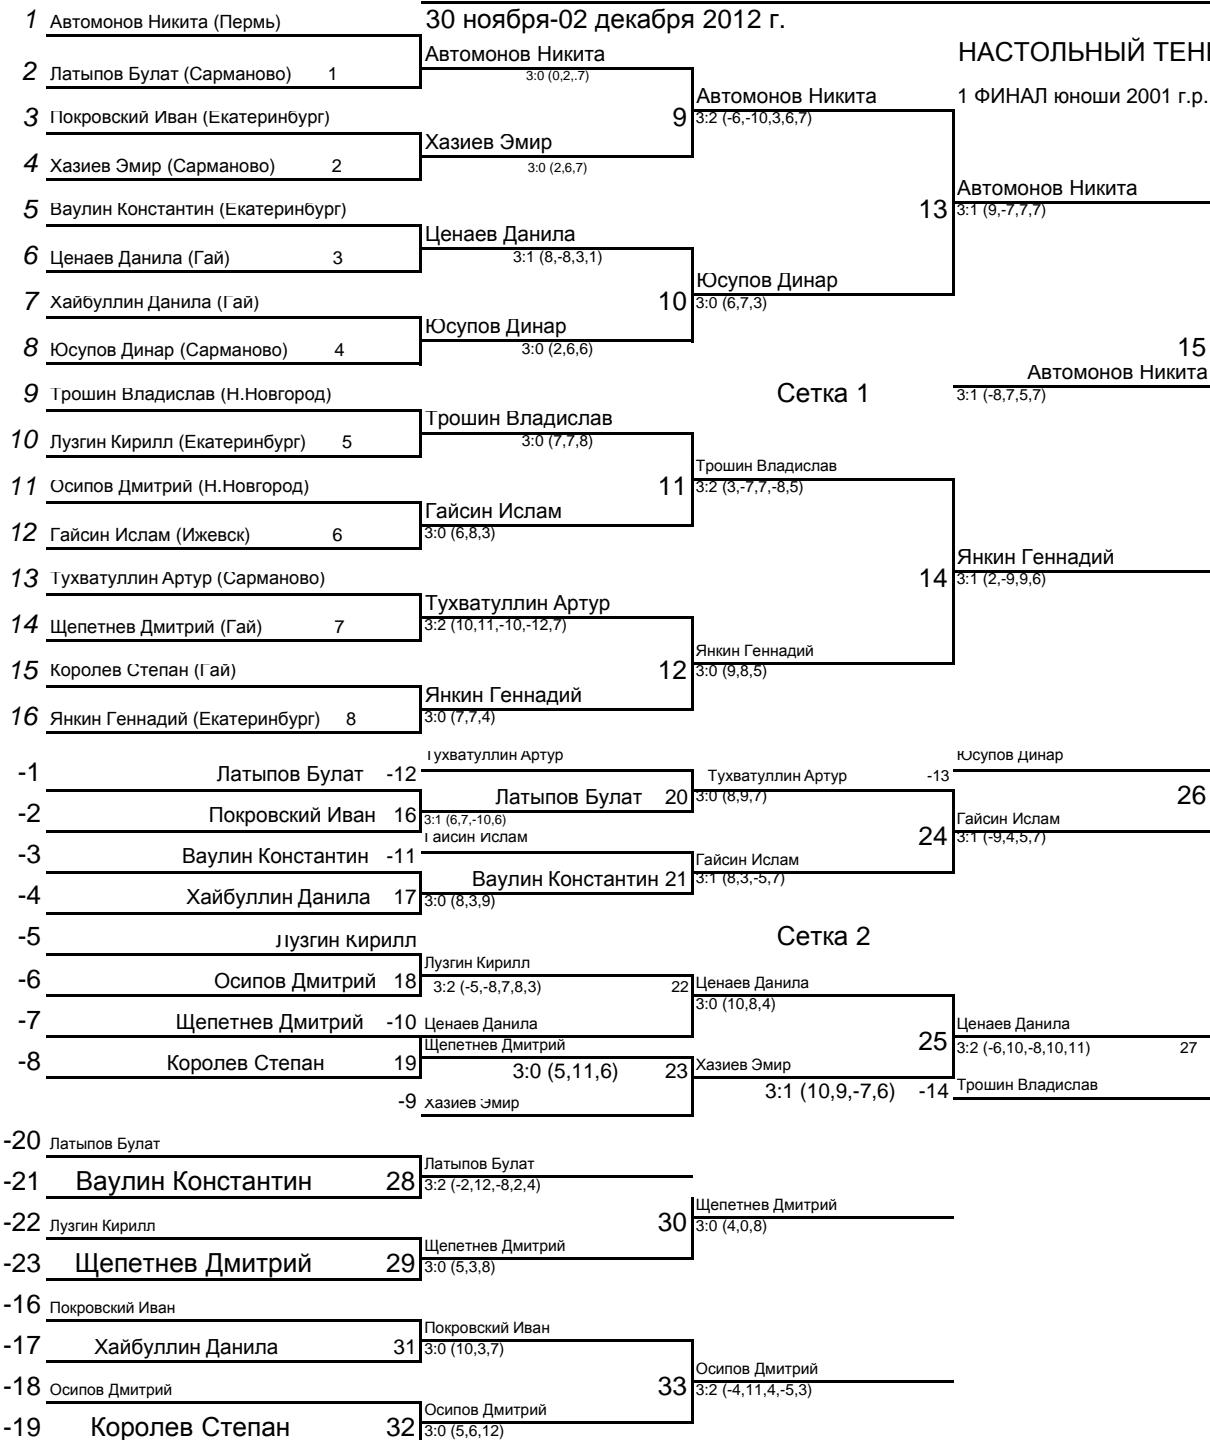 30 ноября-02 декабря 2012 г.
НАСТОЛЬНЫЙ
1 ФИНАЛ юноши 2001 г.р.
1 Автомонов Никита (Пермь)
Автомонов Никита
2 Латыпов Булат (Сарманово) 1
3:0 (0,2,.7)
Автомонов Никита
3 Покровский Иван (Екатеринбург)
9 3:2 (-6,-10,3,6,7)
Хазиев Эмир
4 Хазиев Эмир (Сарманово) 2
3:0 (2,6,7)
Автомонов Никита
5 Ваулин Константин (Екатеринбург)
13 3:1 (9,-7,7,7)
Ценаев Данила
6 Ценаев Данила (Гай) 3
3:1 (8,-8,3,1)
Юсупов Динар
7 Хайбуллин Данила (Гай)
10 3:0 (6,7,3)
Юсупов Динар
8 Юсупов Динар (Сарманово) 4
3:0 (2,6,6)
15
Автомонов Никита
9 Трошин Владислав (Н.Новгород)
Сетка 1
3:1 (-8,7,5,7)
Трошин Владислав
10 Лузгин Кирилл (Екатеринбург) 5
3:0 (7,7,8)
Трошин Владислав
11 Осипов Дмитрий (Н.Новгород)
11 3:2 (3,-7,7,-8,5)
Гайсин Ислам
12 Гайсин Ислам (Ижевск) 6
3:0 (6,8,3)
Янкин Геннадий
13 Тухватуллин Артур (Сарманово)
14 3:1 (2,-9,9,6)
Тухватуллин Артур
14 Щепетнев Дмитрий (Гай) 7
3:2 (10,11,-10,-12,7)
Янкин Геннадий
15 Королев Степан (Гай)
12 3:0 (9,8,5)
Янкин Геннадий
16 Янкин Геннадий (Екатеринбург) 8
3:0 (7,7,4)
Тухватуллин Артур
Юсупов Динар
-1 Латыпов Булат -12
Тухватуллин Артур -13
Латыпов Булат 20 3:0 (8,9,7)
26
-2 Покровский Иван 16 3:1 (6,7,-10,6)
Гайсин Ислам
Гайсин Ислам
24 3:1 (-9,4,5,7)
-3 Ваулин Константин -11
Гайсин Ислам
Ваулин Константин 21 3:1 (8,3,-5,7)
-4 Хайбуллин Данила 17 3:0 (8,3,9)
-5 Лузгин Кирилл
Сетка 2
Лузгин Кирилл
-6 Осипов Дмитрий 18 3:2 (-5,-8,7,8,3) 22 Ценаев Данила
3:0 (10,8,4)
-7 Щепетнев Дмитрий -10 Ценаев Данила
Ценаев Данила
Щепетнев Дмитрий
25 3:2 (-6,10,-8,10,11) 27
-8 Королев Степан 19 3:0 (5,11,6) 23 Хазиев Эмир
3:1 (10,9,-7,6) -14 Трошин Владислав
-9 Хазиев Эмир
-20 Латыпов Булат
Латыпов Булат
-21 Ваулин Константин 28 3:2 (-2,12,-8,2,4)
Щепетнев Дмитрий
-22 Лузгин Кирилл
30 3:0 (4,0,8)
Щепетнев Дмитрий
-23 Щепетнев Дмитрий 29 3:0 (5,3,8)
-16 Покровский Иван
Покровский Иван
-17 Хайбуллин Данила 31 3:0 (10,3,7)
Осипов Дмитрий
-18 Осипов Дмитрий
33 3:2 (-4,11,4,-5,3)
Осипов Дмитрий
-19 Королев Степан 32 3:0 (5,6,12)